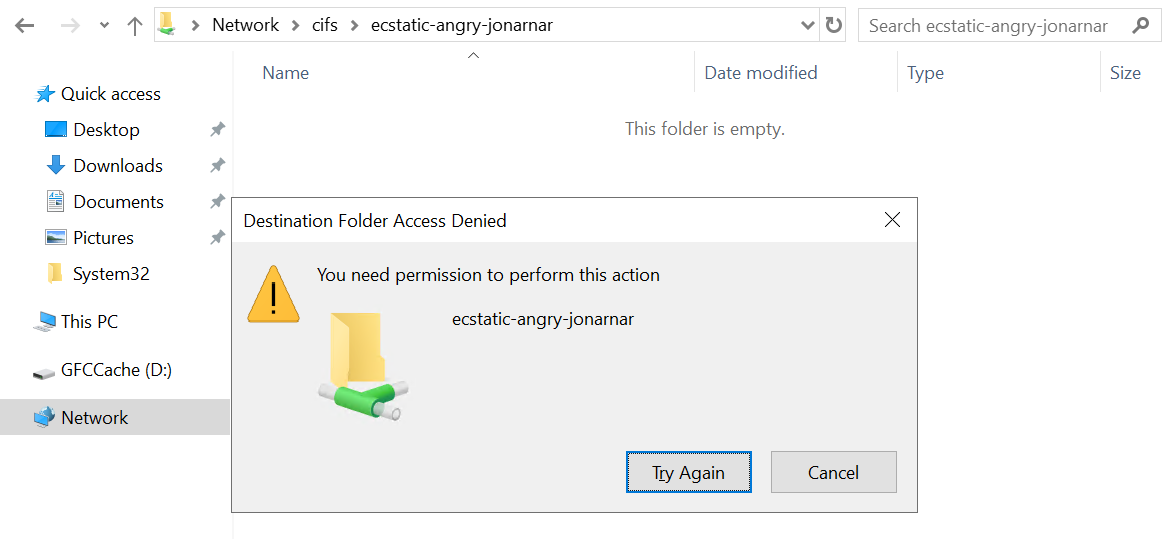 Network > cifs > ecstatic-angry-jonarnar
Search ecstatic-angry-jonarnar
Name Date modified Type Size
This folder is empty.
Quick access
Desktop
Downloads
Documents
Pictures
System32
This PC
GFCCache (D:)
Network
Destination Folder Access Denied
You need permission to perform this action
ecstatic-angry-jonarnar
Try Again Cancel